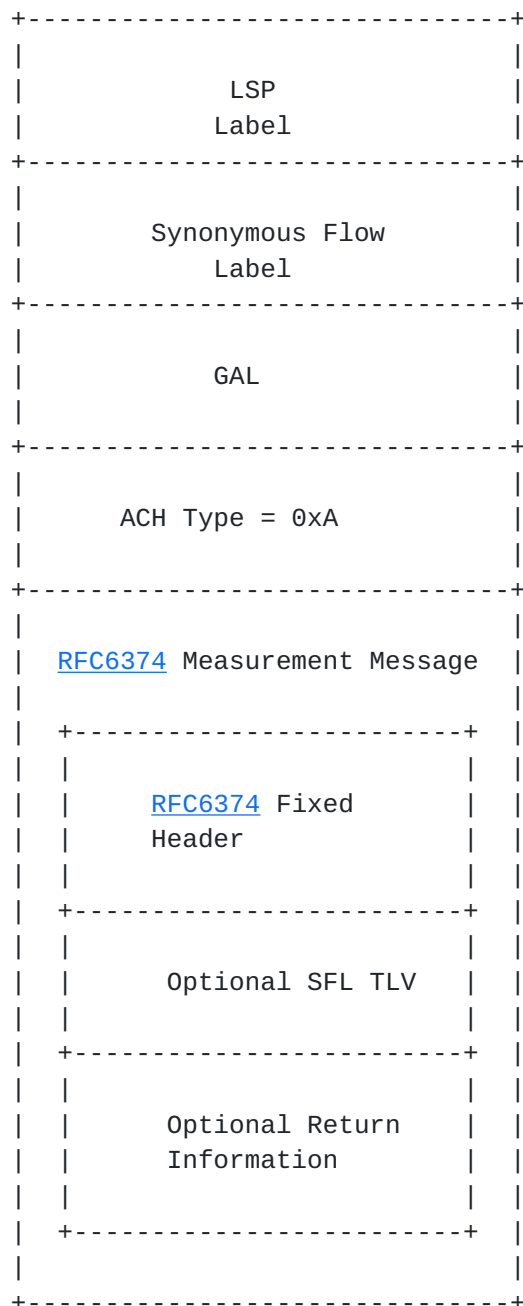 LSP
Label
Synonymous Flow
Label
GAL
ACH Type = 0xA
RFC6374 Measurement Message
RFC6374 Fixed
Header
Optional SFL TLV
Optional Return
Information